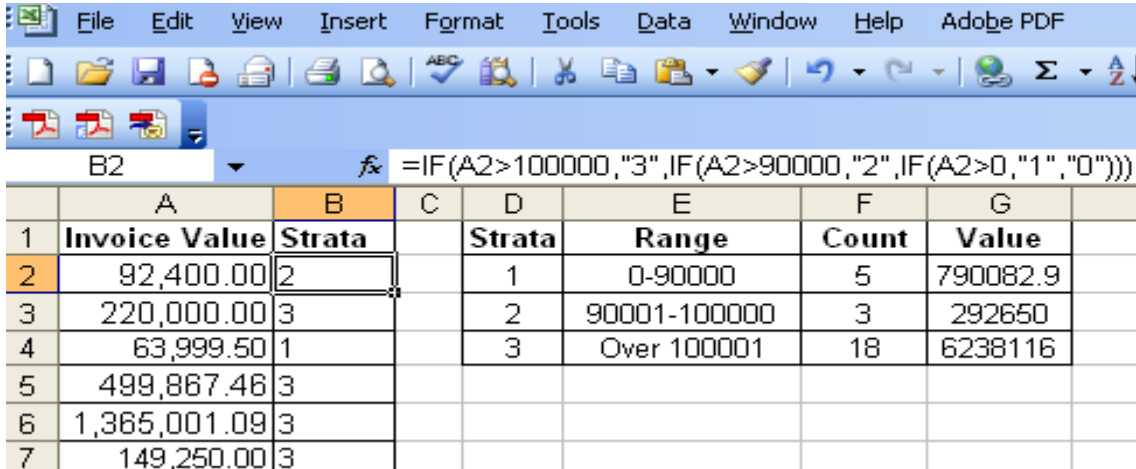 File Edit View Insert Format Tools Data Window Help Adobe PDF
ABC Σ A Z
B2 fx =IF(A2>100000,"3",IF(A2>90000,"2",IF(A2>0,"1","0")))
A B C D E F G
1 Invoice Value Strata Strata Range Count Value
2 92,400.00 2 1 0-90000 5 790082.9
3 220,000.00 3 2 90001-100000 3 292650
4 63,999.50 1 3 Over 100001 18 6238116
5 499,867.46 3
6 1,365,001.09 3
7 149,250.00 3